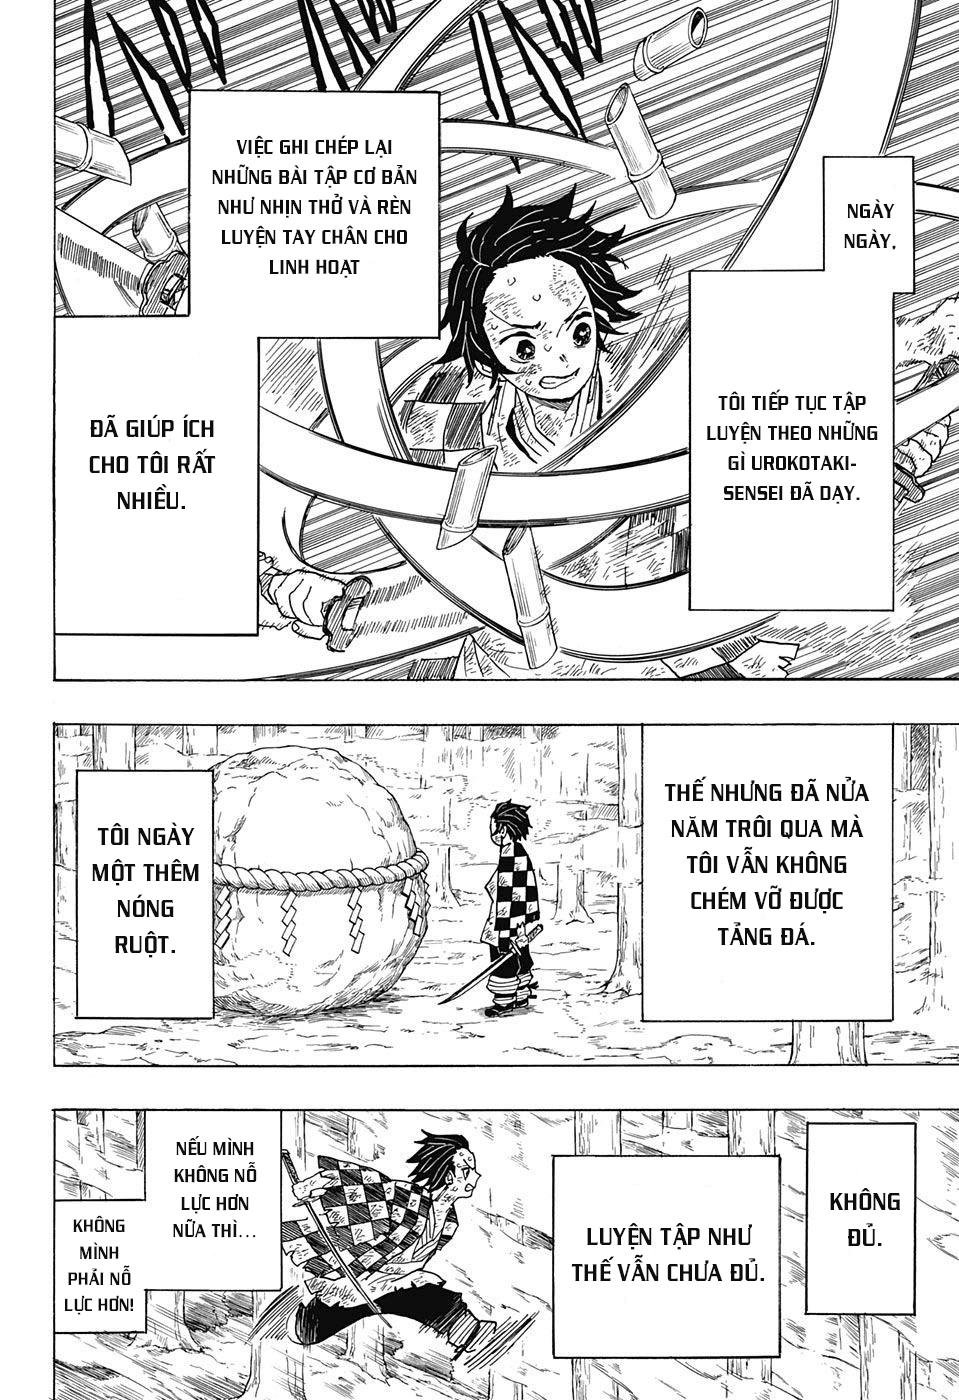 NGÀY
NGÀY,
TÔI TIẾP TỤC TẬP
LUYỆN THEO NHỮNG
GÌ UROKOTAKI-
SENSEI ĐÃ DẠY.
VIỆC GHI CHÉP LẠI
NHỮNG BÀI TẬP CƠ BẢN
NHƯ NHỊN THỞ VÀ RÈN
LUYỆN TAY CHÂN CHO
LINH HOẠT
ĐÃ GIÚP ÍCH
CHO TÔI RẤT
NHIỀU.
THẾ NHƯNG ĐÃ NỬA
NĂM TRÔI QUA MÀ
TÔI VẪN KHÔNG
CHÉM VỠ ĐƯỢC
TẢNG ĐÁ.
TÔI NGÀY
MỘT THÊM
NÓNG
RUỘT.
KHÔNG
ĐỦ.
LUYỆN TẬP NHƯ
THẾ VẪN CHƯA ĐỦ.
NẾU MÌNH
KHÔNG NỖ
LỰC HƠN
NỮA THÌ...
KHÔNG
MÌNH
PHẢI NỖ
LỰC HƠN!